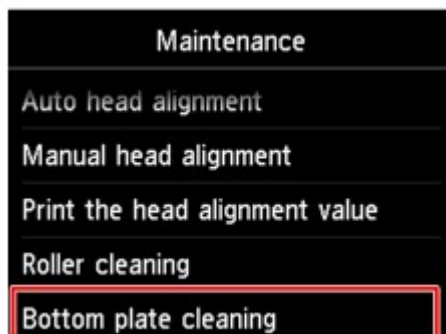 Maintenance
Auto head alignment
Manual head alignment
Print the head alignment value
Roller cleaning
Bottom plate cleaning